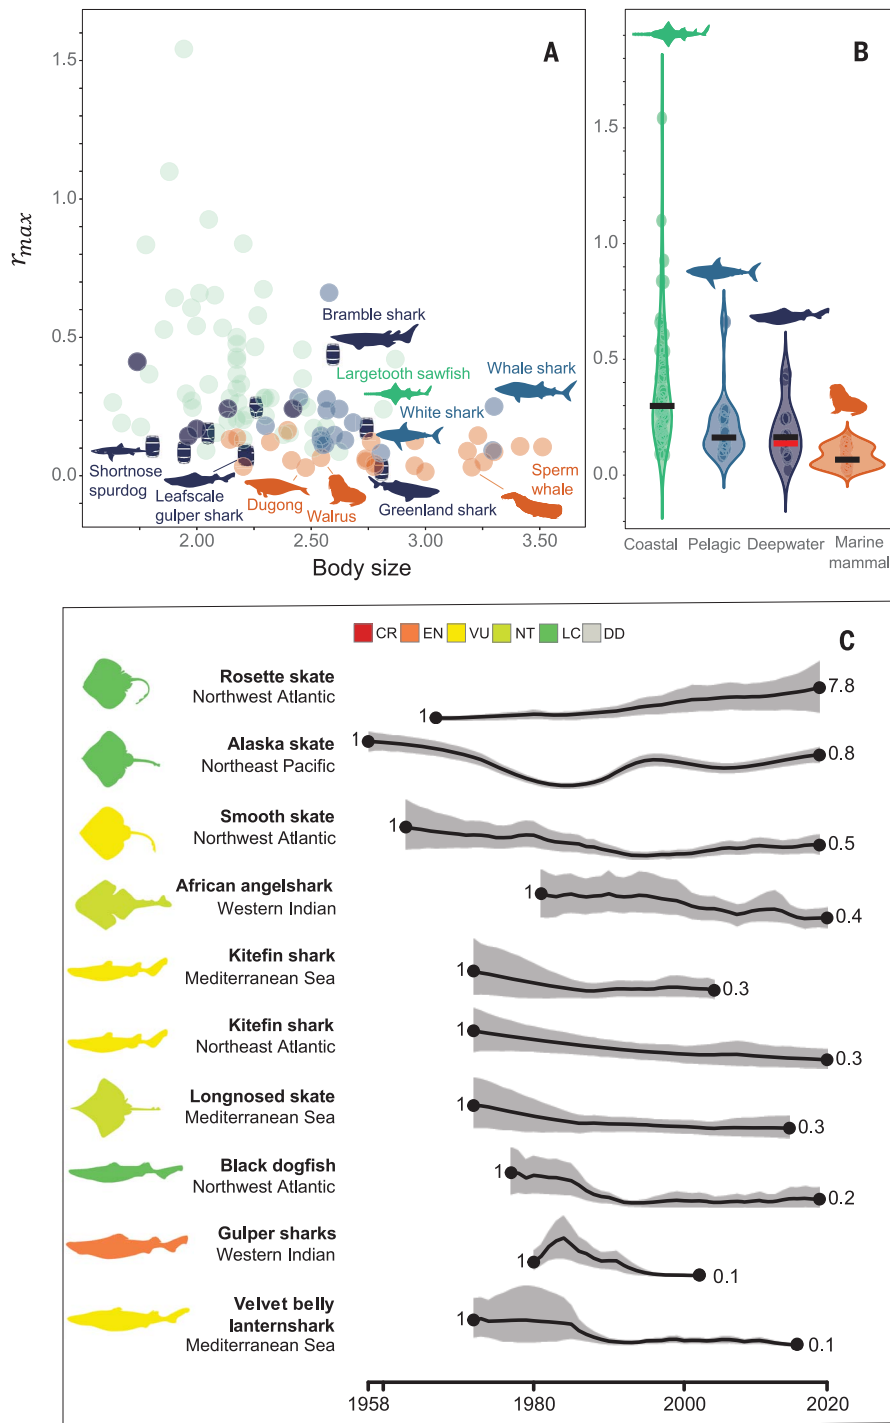 A
1.5
1.0
0.5
0.0
r_max
Bramble shark
Largetooth sawfish
Whale shark
White shark
Shortnose
spurdog
Leafscale
gulper shark
Dugong
Walrus
Greenland shark
Sperm
whale
2.00
2.50
3.00
3.50
Body size
B
1.5
1.0
0.5
0.0
Coastal
Pelagic
Deepwater
Marine
mammal
C
CR EN VU NT LC DD
Rosette skate
Northwest Atlantic
1
7.8
Alaska skate
Northeast Pacific
1
0.8
Smooth skate
Northwest Atlantic
1
0.5
African angelshark
Western Indian
1
0.4
Kitefin shark
Mediterranean Sea
1
0.3
Kitefin shark
Northeast Atlantic
1
0.3
Longnosed skate
Mediterranean Sea
1
0.3
Black dogfish
Northwest Atlantic
1
0.2
Gulper sharks
Western Indian
1
0.1
Velvet belly
lanternshark
Mediterranean Sea
1
0.1
1958
1980
2000
2020